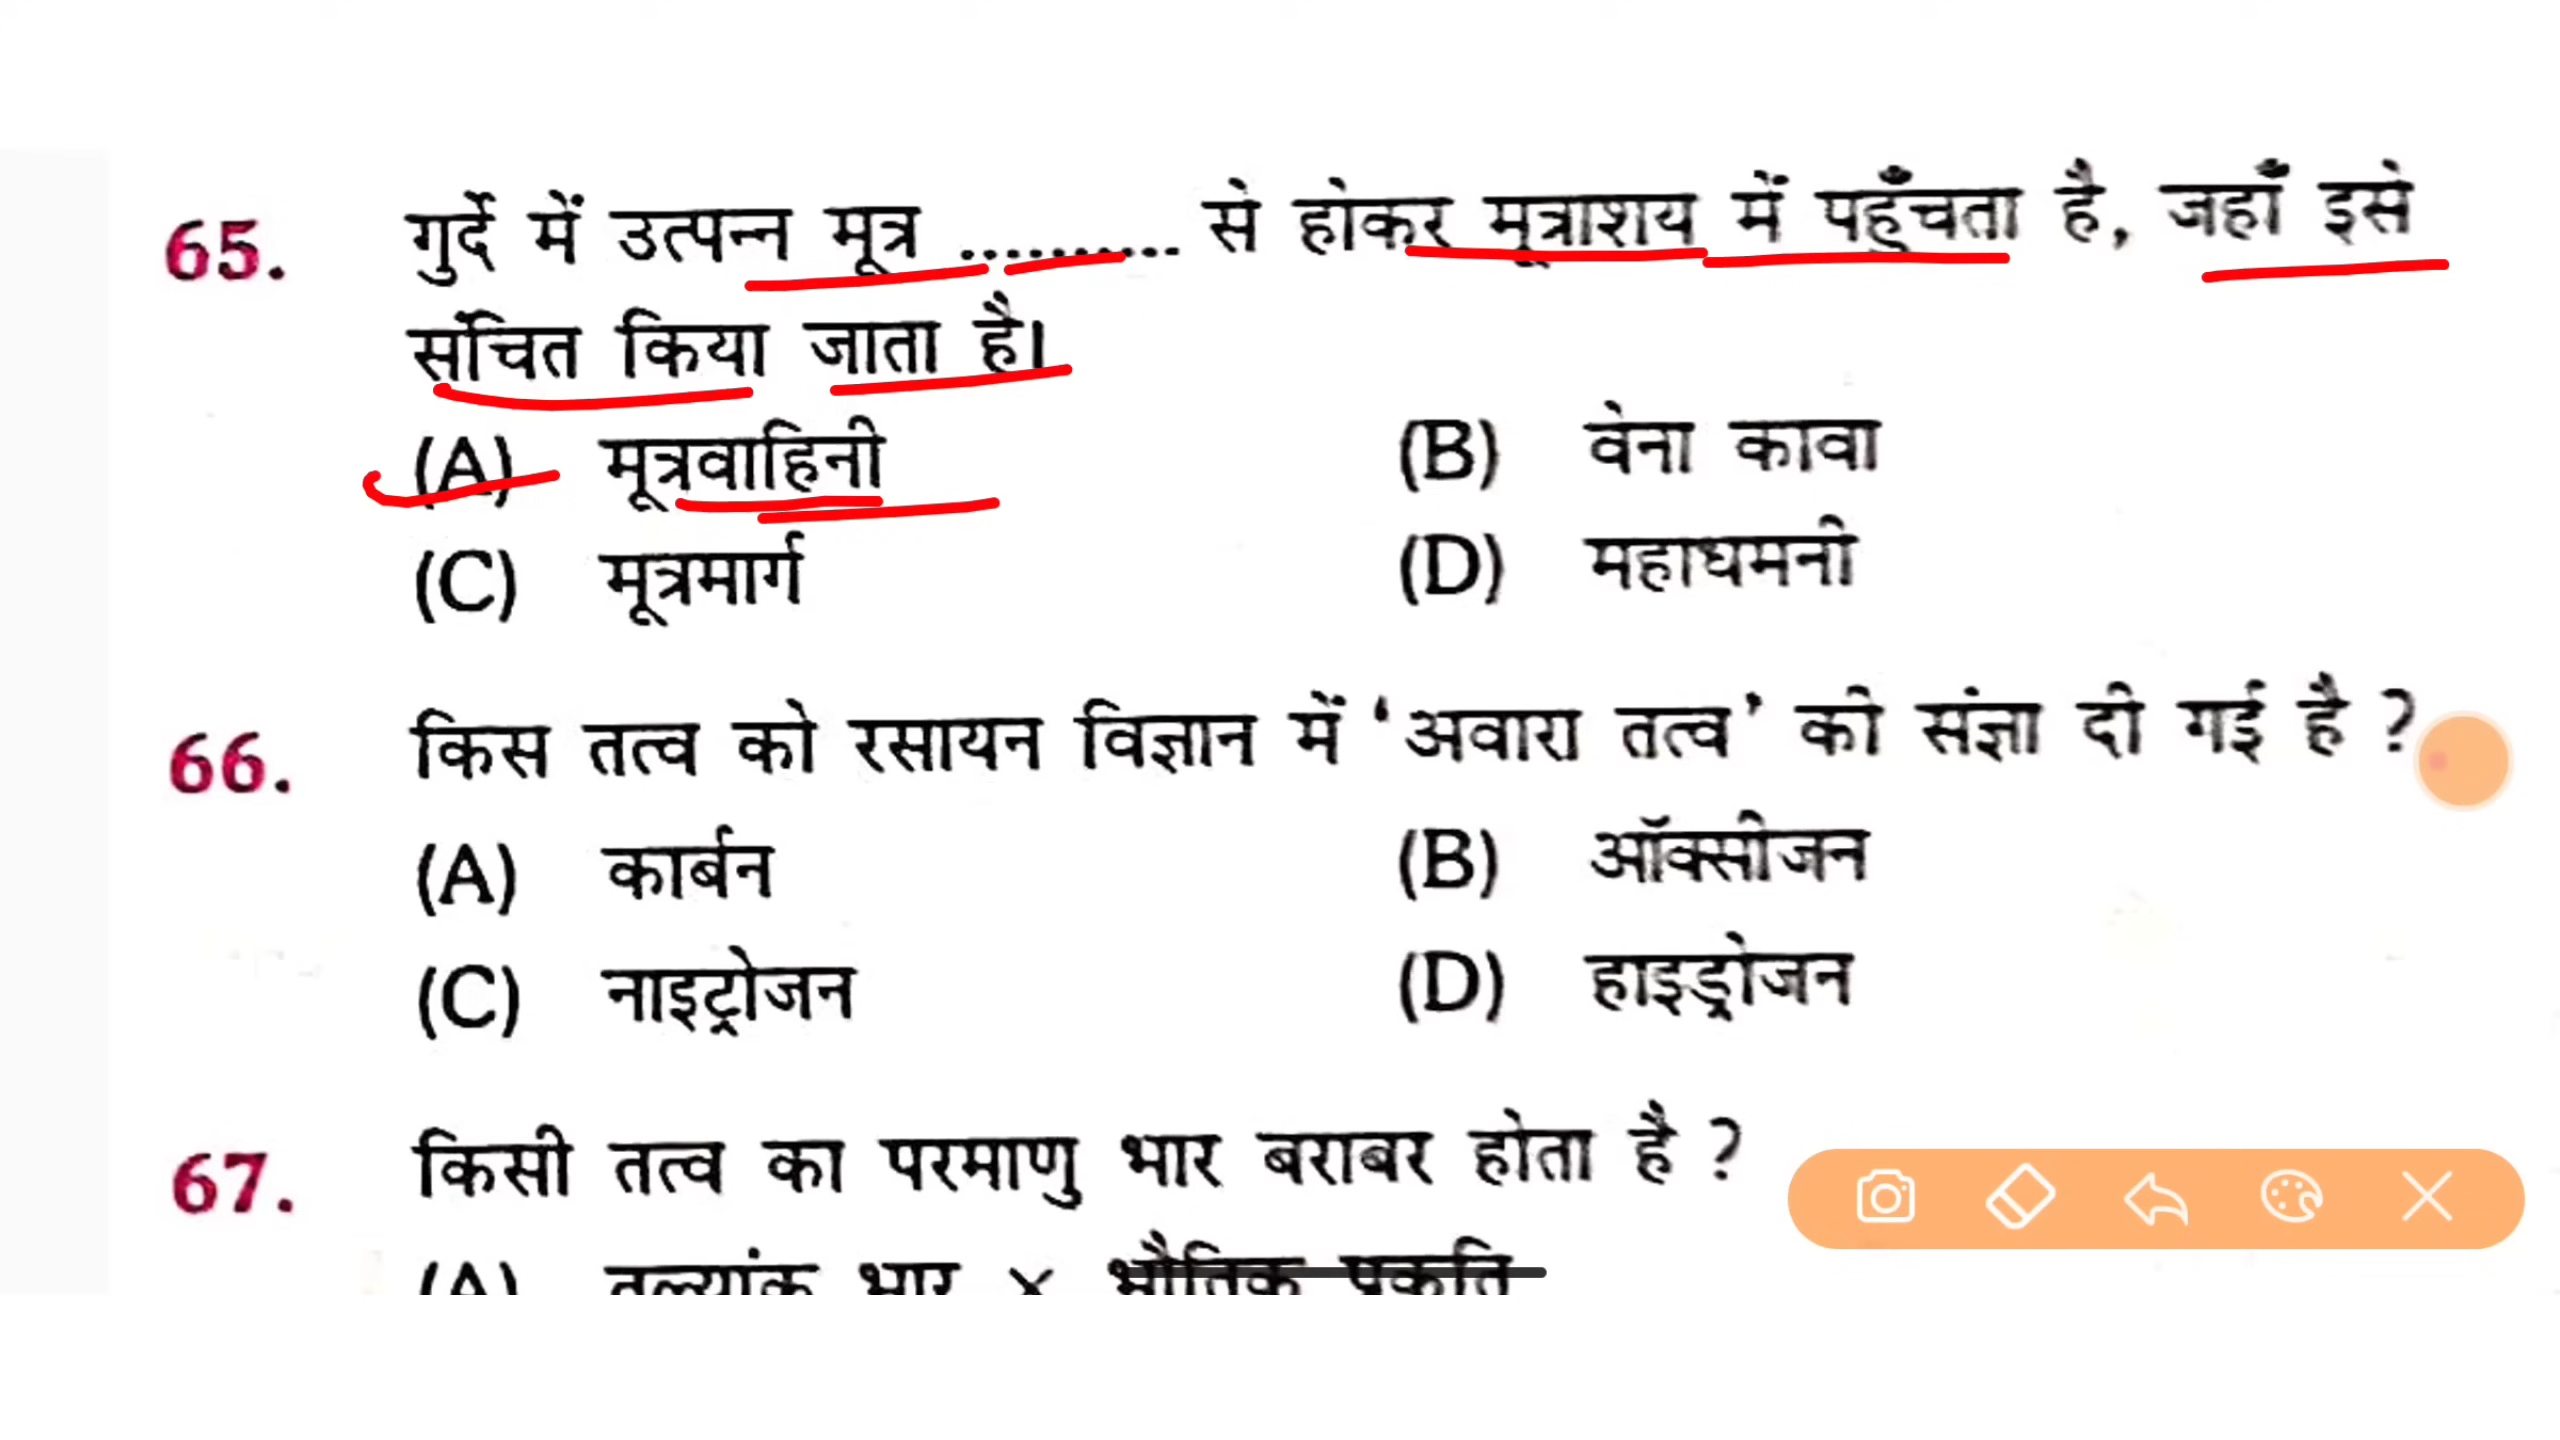 65. गुर्दे में उत्पन्न मूत्र .......... से होकर मूत्राशय में पहुँचता है, जहाँ इसे
संचित किया जाता है।
(A) मूत्रवाहिनी (B) वेना कावा
(C) मूत्रमार्ग (D) महाधमनी
66. किस तत्व को रसायन विज्ञान में ‘अवारा तत्व’ की संज्ञा दी गई है ?
(A) कार्बन (B) ऑक्सीजन
(C) नाइट्रोजन (D) हाइड्रोजन
67. किसी तत्व का परमाणु भार बराबर होता है ?
(A) तुल्यांक भार × भौतिक प्रकृति